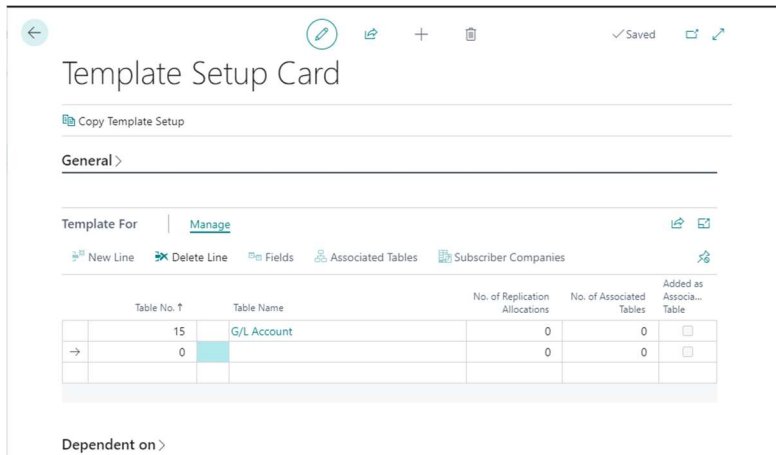 Saved
Template Setup Card
Copy Template Setup
General >
Template For Manage
New Line Delete Line Fields Associated Tables Subscriber Companies
Table No. ↑ Table Name No. of Replication Allocations No. of Associated Tables Added as Associa... Table
15 G/L Account 0 0
→ 0 0 0
Dependent on >